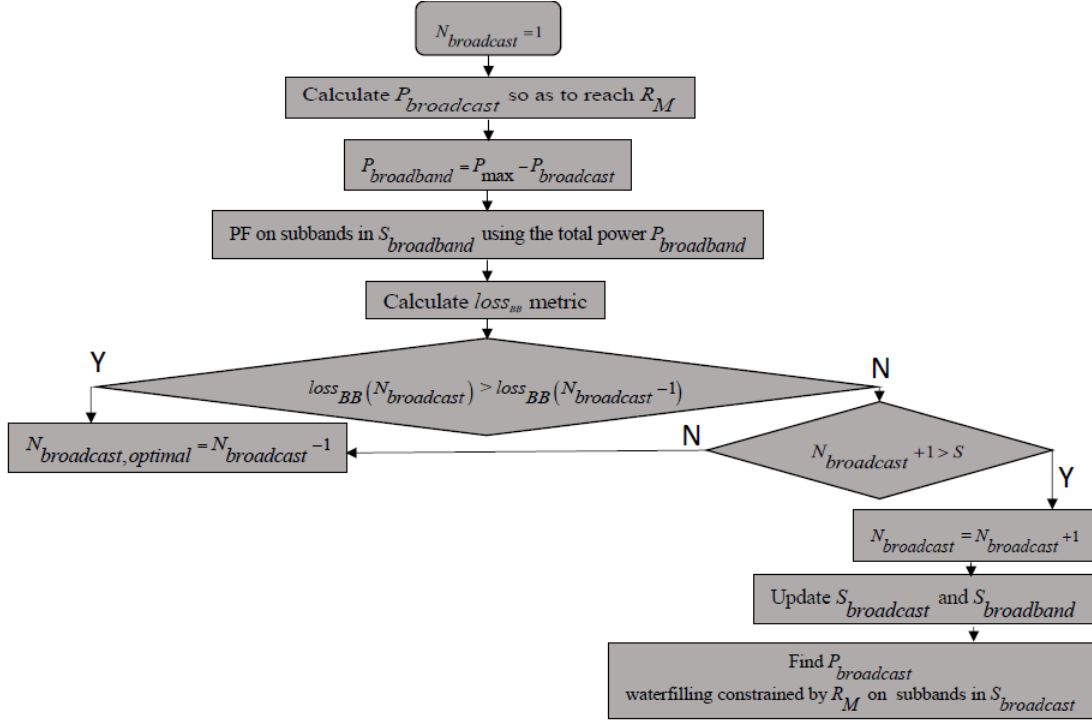 N_broadcast = 1
Calculate P_broadcast so as to reach R_M
P_broadband = P_max − P_broadcast
PF on subbands in S_broadband using the total power P_broadband
Calculate loss_BB metric
Y
N
loss_BB(N_broadcast) > loss_BB(N_broadcast −1)
N_broadcast,optimal = N_broadcast −1
N
N_broadcast +1 > S
Y
N_broadcast = N_broadcast +1
Update S_broadcast and S_broadband
Find P_broadcast
waterfilling constrained by R_M on subbands in S_broadcast